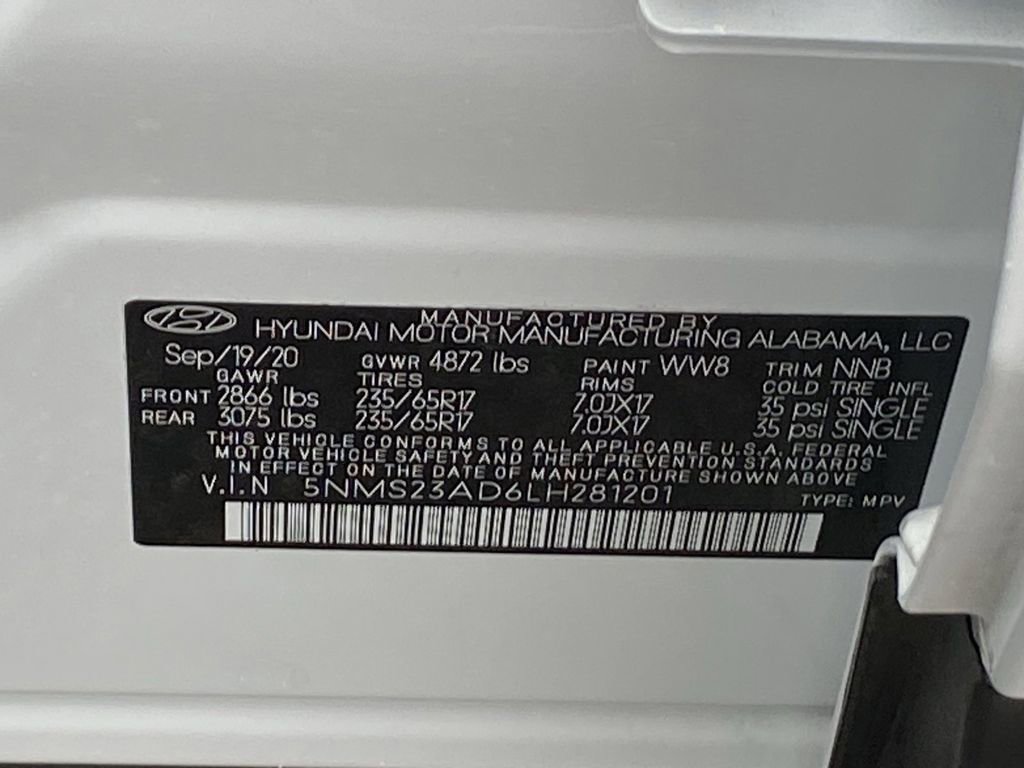 MANUFACTURED BY
HYUNDAI MOTOR MANUFACTURING ALABAMA, LLC
Sep/19/20 GVWR 4872 lbs PAINT WW8 TRIM NNB
GAWR TIRES RIMS COLD TIRE INFL
FRONT 2866 lbs 235/65R17 7.0JX17 35 psi SINGLE
REAR 3075 lbs 235/65R17 7.0JX17 35 psi SINGLE
THIS VEHICLE CONFORMS TO ALL APPLICABLE U.S.A. FEDERAL
MOTOR VEHICLE SAFETY AND THEFT PREVENTION STANDARDS
IN EFFECT ON THE DATE OF MANUFACTURE SHOWN ABOVE
V.I.N 5NMS23AD6LH281201 TYPE: MPV